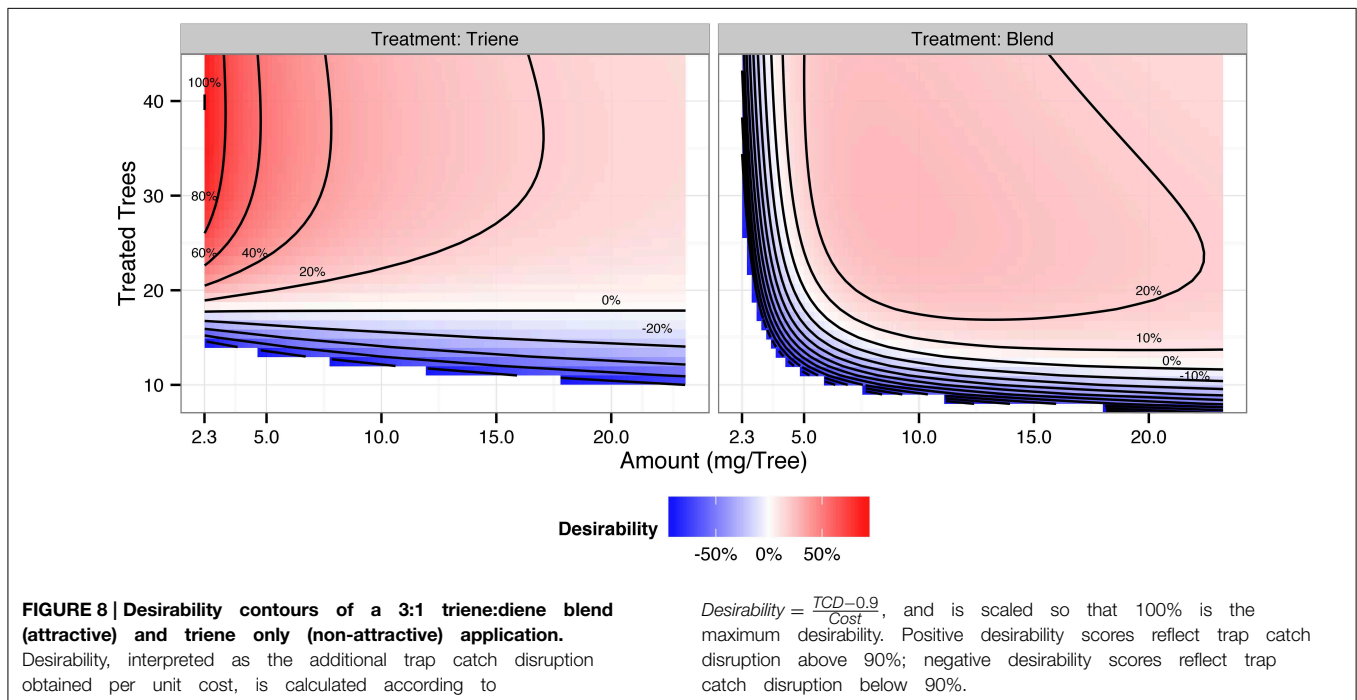 Treatment: Triene
Treatment: Blend
Treated Trees
40
30
20
10
100%
80%
60%
40%
20%
0%
-20%
20%
10%
0%
-10%
2.3
5.0
10.0
15.0
20.0
2.3
5.0
10.0
15.0
20.0
Amount (mg/Tree)
Desirability
-50%
0%
50%
FIGURE 8 | Desirability contours of a 3:1 triene:diene blend
(attractive) and triene only (non-attractive) application.
Desirability, interpreted as the additional trap catch disruption
obtained per unit cost, is calculated according to
Desirability = TCD−0.9 / Cost, and is scaled so that 100% is the
maximum desirability. Positive desirability scores reflect trap catch
disruption above 90%; negative desirability scores reflect trap
catch disruption below 90%.